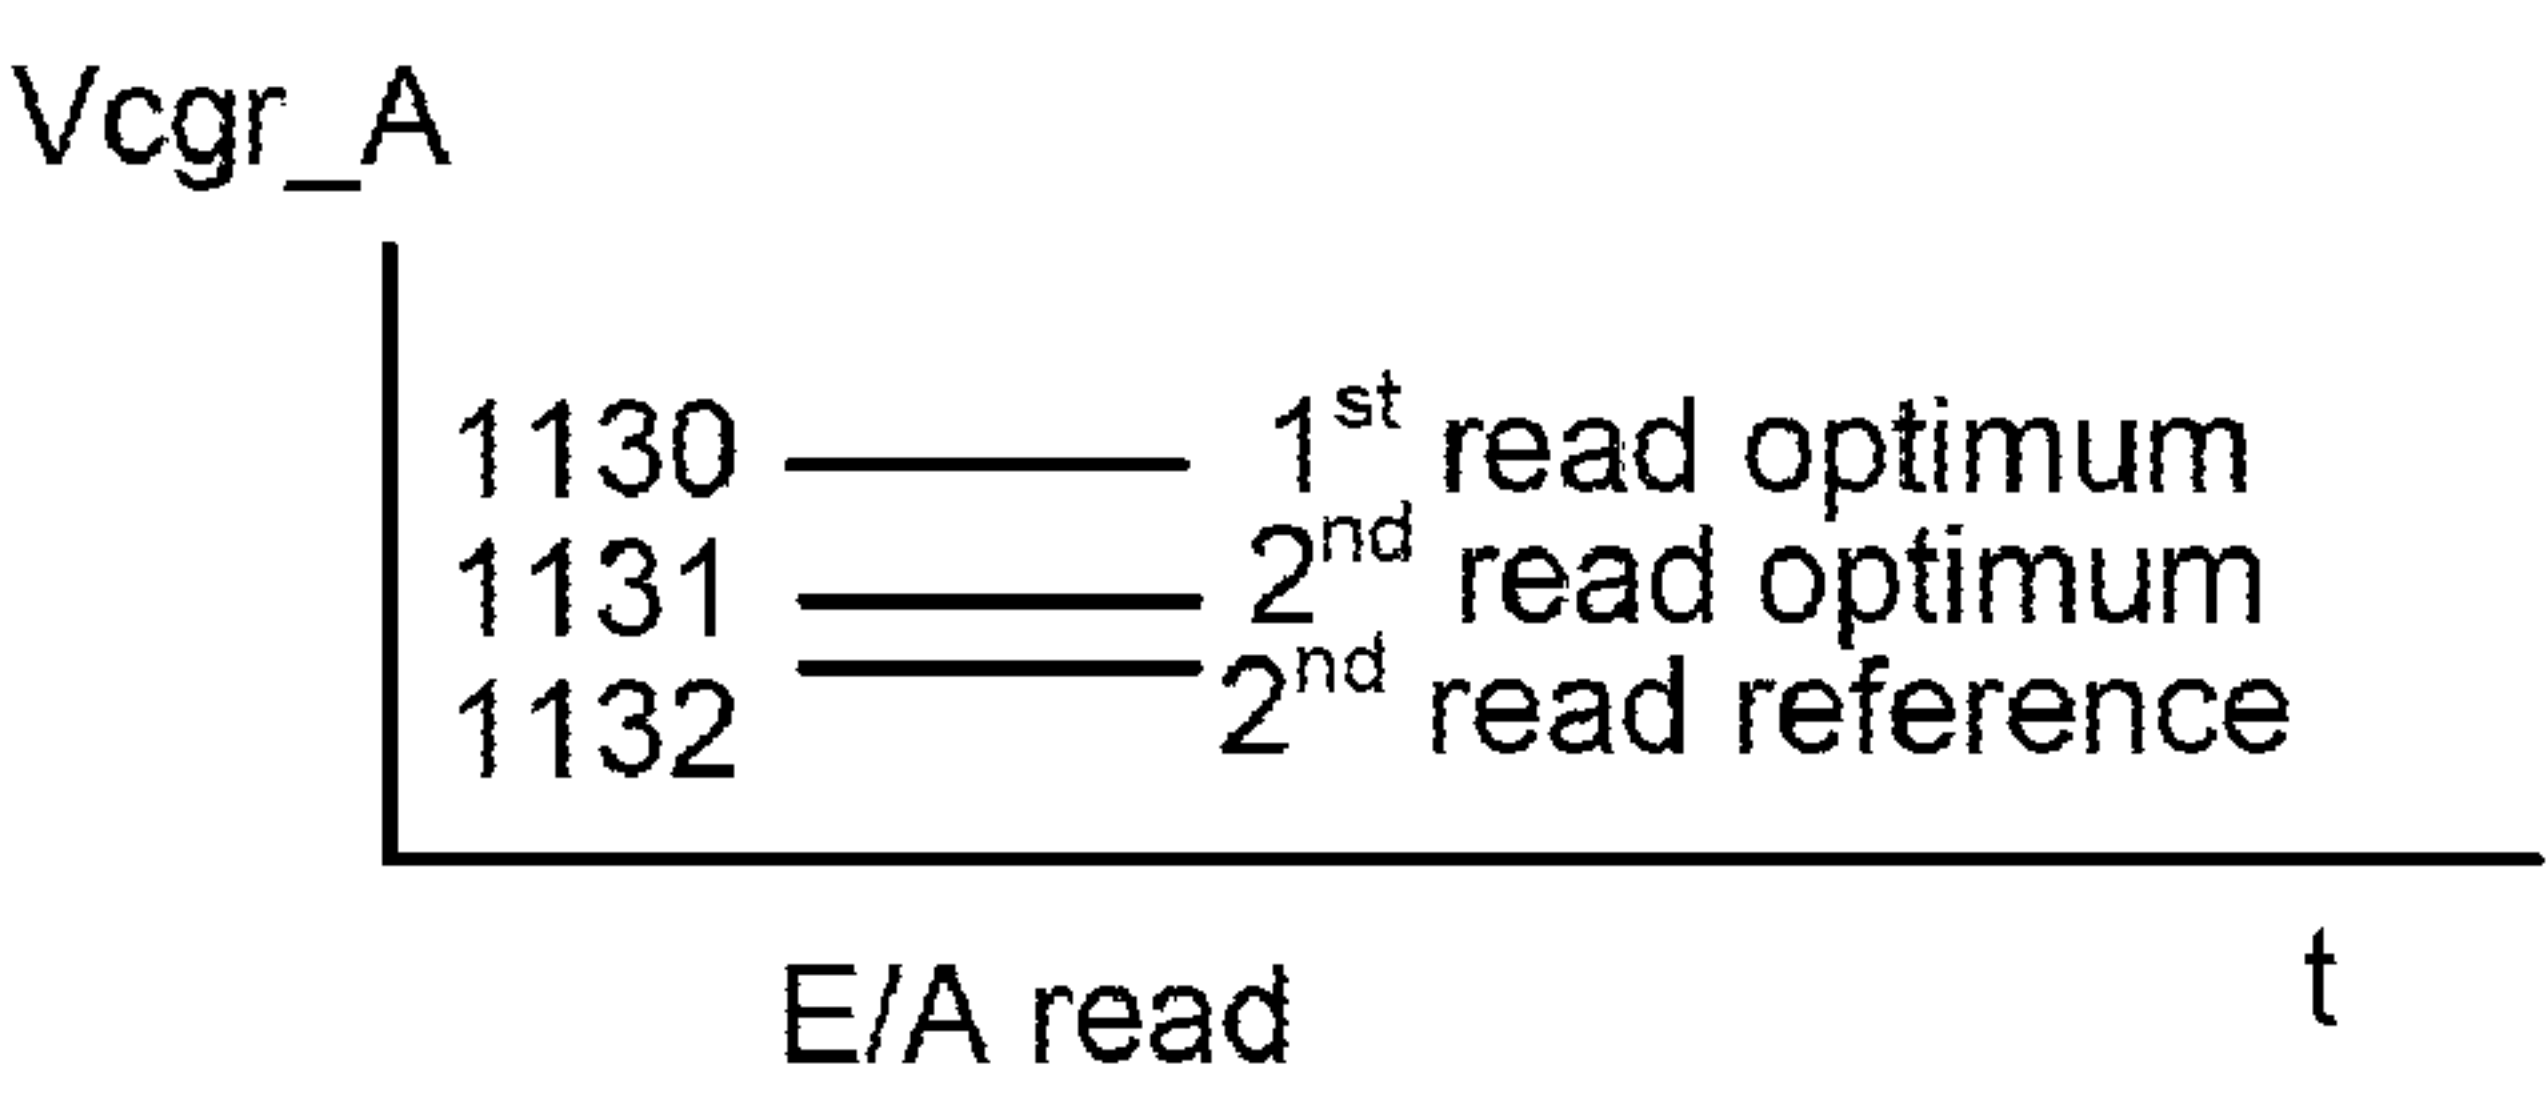 Vcgr_A
1130 1st read optimum
1131 2nd read optimum
1132 2nd read reference
E/A read
t